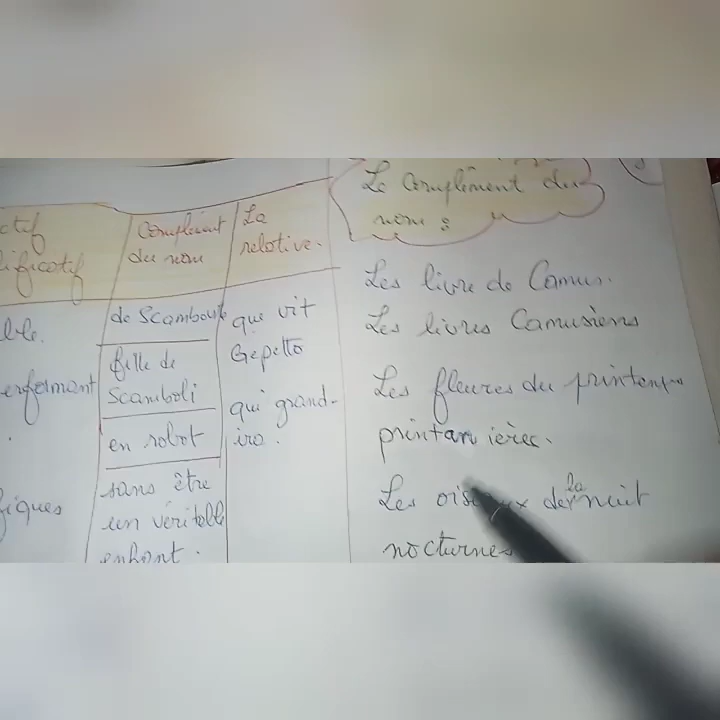 Le Complément du
nom :
Les livre de Camus.
Les livres Camusiens
Les fleures du printemps
printanières.
Les oiseaux de la nuit
nocturnes
Complément
du nom
La
relative.
de Scamboli
fille de
Scamboli
en robot
sans être
un véritable
enfant.
que vit
Gepetto
qui grand-
ira.